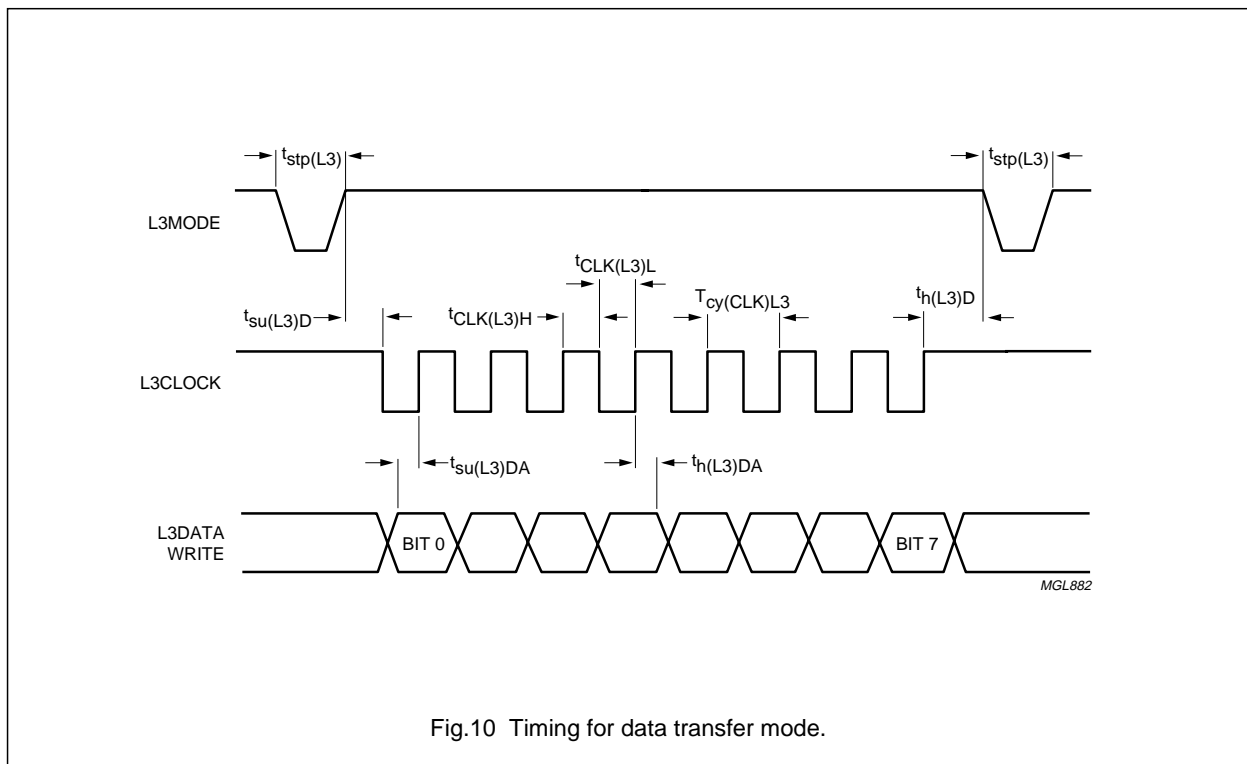 tstp(L3)
tstp(L3)
L3MODE
tCLK(L3)L
tsu(L3)D
tCLK(L3)H
Tcy(CLK)L3
th(L3)D
L3CLOCK
tsu(L3)DA
th(L3)DA
L3DATA
WRITE
BIT 0
BIT 7
MGL882
Fig.10 Timing for data transfer mode.